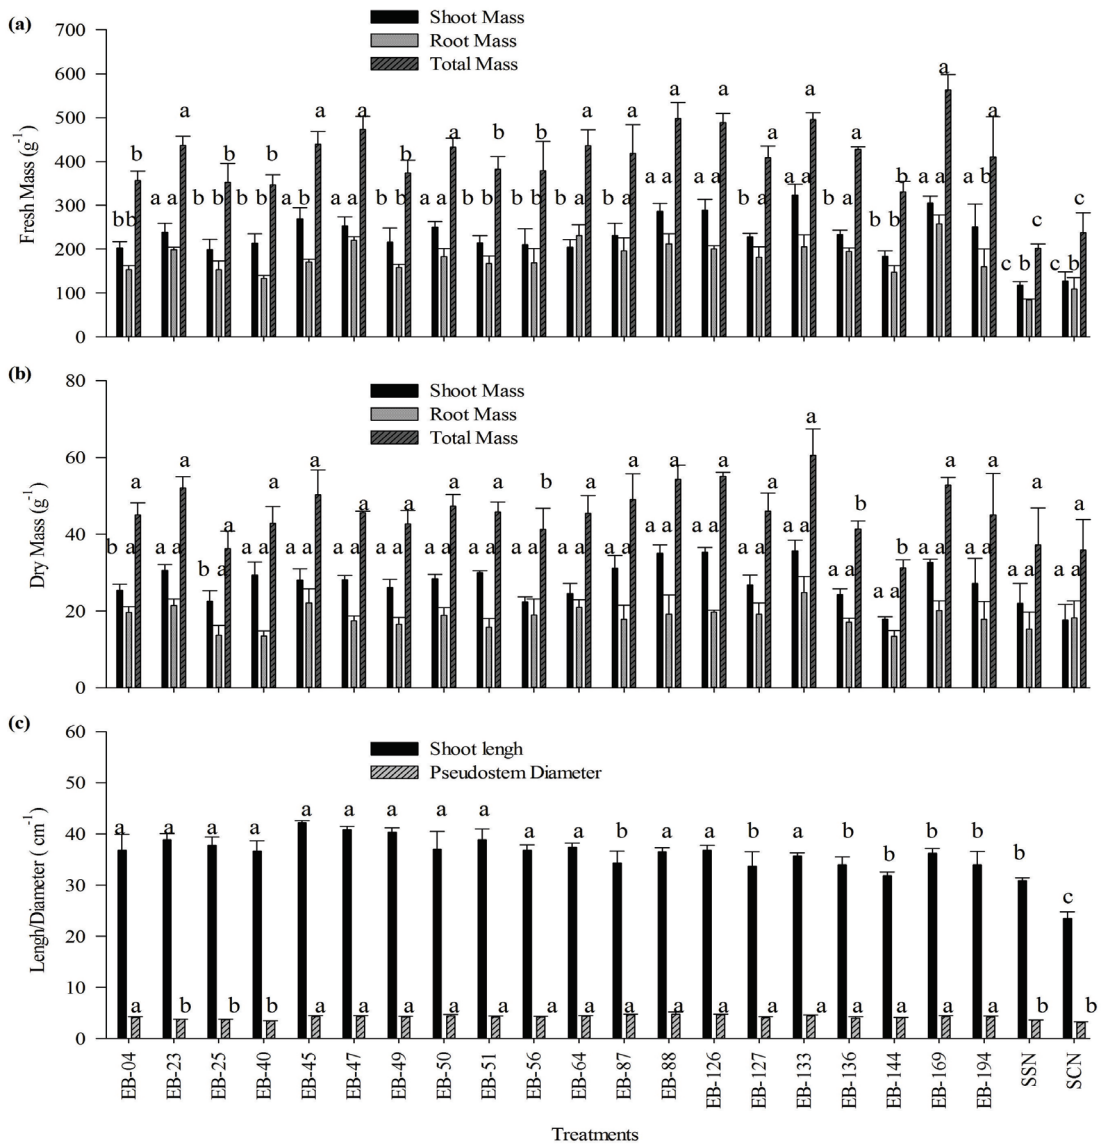 (a)
Fresh Mass (g⁻¹)
700
600
500
400
300
200
100
0
Shoot Mass
Root Mass
Total Mass
b a b b a a b a b b a a a a a a a b a a c c
bb a a b b b b a b a a b b a a b b b b b a b a a a a a b a a a b a b b a a a b c b c b
(b)
Dry Mass (g⁻¹)
80
60
40
20
0
Shoot Mass
Root Mass
Total Mass
a a a a a a a a a b a a a a a a b b a a a a
b a a a b a a a a a a a a a a a a a a a a a a a a a a a a a a a a a a a a a a a a a a a
(c)
Lengh/Diameter ( cm⁻¹)
60
50
40
30
20
10
0
Shoot lengh
Pseudostem Diameter
a a a a a a a a a a a b a a b a b b b b b c
a b b b a a a a a a a a a a a a a a a a b b
EB-04
EB-23
EB-25
EB-40
EB-45
EB-47
EB-49
EB-50
EB-51
EB-56
EB-64
EB-87
EB-88
EB-126
EB-127
EB-133
EB-136
EB-144
EB-169
EB-194
SSN
SCN
Treatments